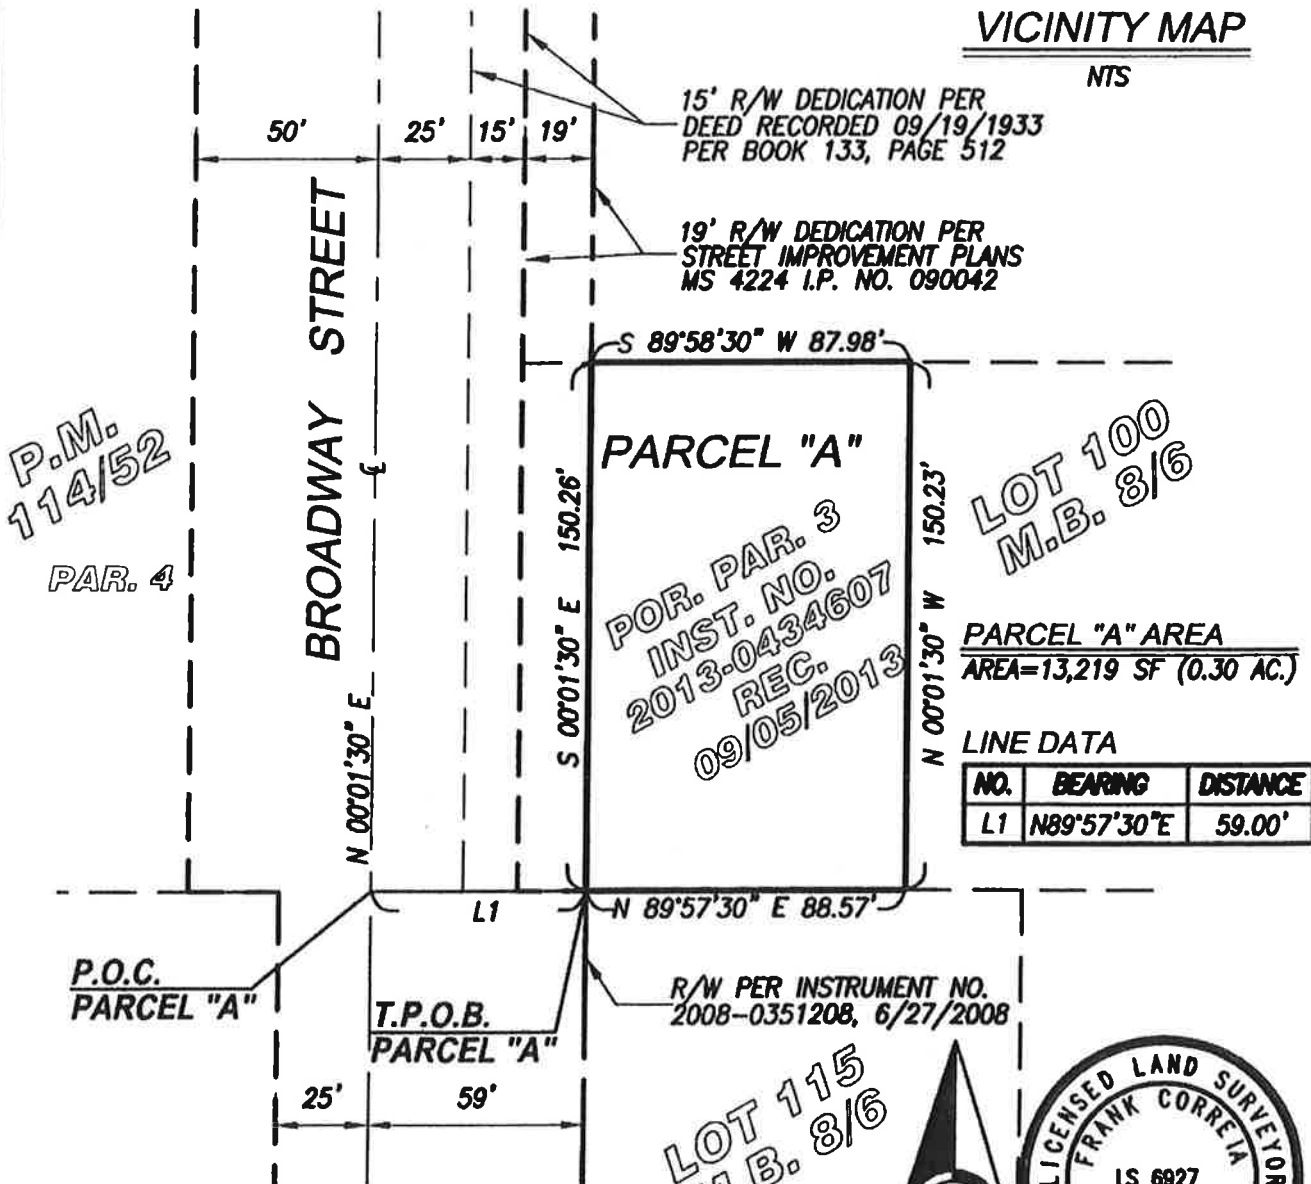 VICINITY MAP
NTS
50' 25' 15' 19'
15' R/W DEDICATION PER
DEED RECORDED 09/19/1933
PER BOOK 133, PAGE 512
19' R/W DEDICATION PER
STREET IMPROVEMENT PLANS
MS 4224 I.P. NO. 090042
BROADWAY STREET
℄
N 00°01'30" E
P.M.
114/52
PAR. 4
S 89°58'30" W 87.98'
PARCEL "A"
S 00°01'30" E 150.26'
POR. PAR. 3
INST. NO.
2013-0434607
REC.
09/05/2013
N 00°01'30" W 150.23'
LOT 100
M.B. 8/6
PARCEL "A" AREA
AREA=13,219 SF (0.30 AC.)
LINE DATA
NO. BEARING DISTANCE
L1 N89°57'30"E 59.00'
L1
N 89°57'30" E 88.57'
P.O.C.
PARCEL "A"
T.P.O.B.
PARCEL "A"
R/W PER INSTRUMENT NO.
2008-0351208, 6/27/2008
25' 59'
LOT 115
M.B. 8/6
LICENSED LAND SURVEYOR
FRANK CORREIA
LS 6927